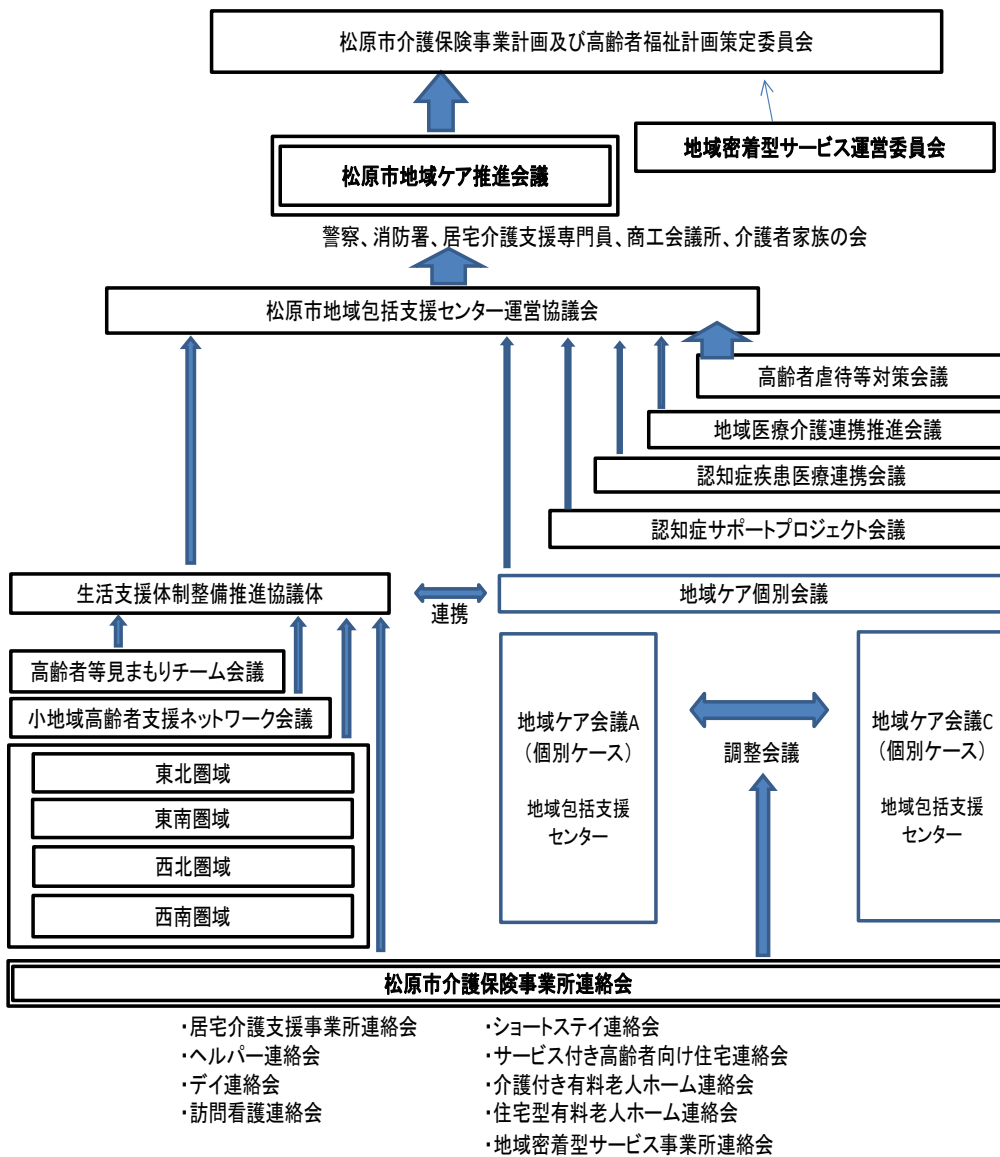 松原市介護保険事業計画及び高齢者福祉計画策定委員会
地域密着型サービス運営委員会
松原市地域ケア推進会議
警察、消防署、居宅介護支援専門員、商工会議所、介護者家族の会
松原市地域包括支援センター運営協議会
高齢者虐待等対策会議
地域医療介護連携推進会議
認知症疾患医療連携会議
認知症サポートプロジェクト会議
生活支援体制整備推進協議体
連携
地域ケア個別会議
高齢者等見まもりチーム会議
小地域高齢者支援ネットワーク会議
東北圏域
東南圏域
西北圏域
西南圏域
地域ケア会議A
（個別ケース）
地域包括支援
センター
調整会議
地域ケア会議C
（個別ケース）
地域包括支援
センター
松原市介護保険事業所連絡会
・居宅介護支援事業所連絡会
・ヘルパー連絡会
・デイ連絡会
・訪問看護連絡会
・ショートステイ連絡会
・サービス付き高齢者向け住宅連絡会
・介護付き有料老人ホーム連絡会
・住宅型有料老人ホーム連絡会
・地域密着型サービス事業所連絡会